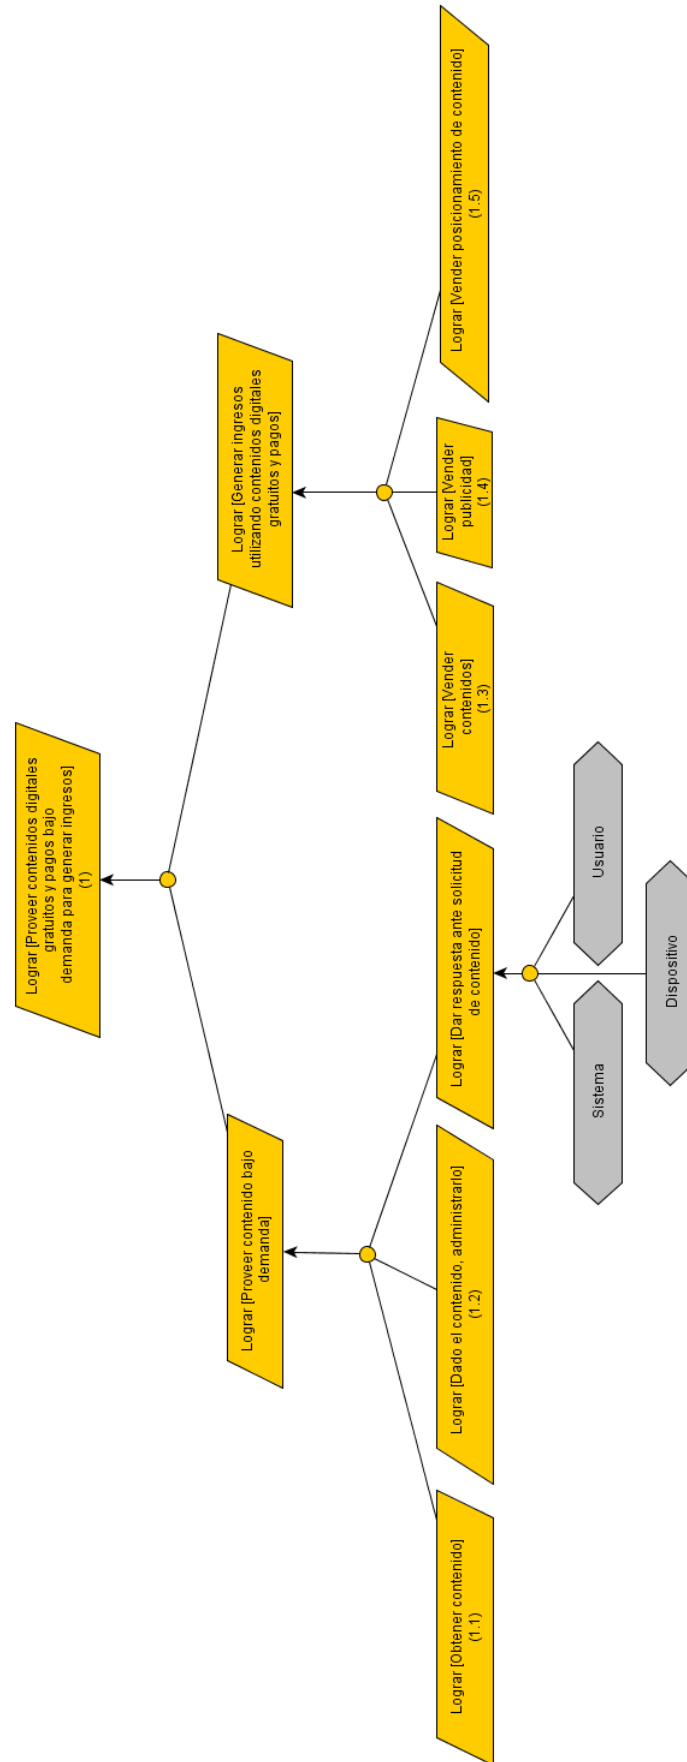 Lograr [Proveer contenidos digitales
gratuitos y pagos bajo
demanda para generar ingresos]
(1)
Lograr [Proveer contenido bajo
demanda]
Lograr [Generar ingresos
utilizando contenidos digitales
gratuitos y pagos]
Lograr [Obtener contenido]
(1.1)
Lograr [Dado el contenido, administrarlo]
(1.2)
Lograr [Dar respuesta ante solicitud
de contenido]
Lograr [Vender
contenidos]
(1.3)
Lograr [Vender
publicidad]
(1.4)
Lograr [Vender posicionamiento de contenido]
(1.5)
Sistema
Usuario
Dispositivo